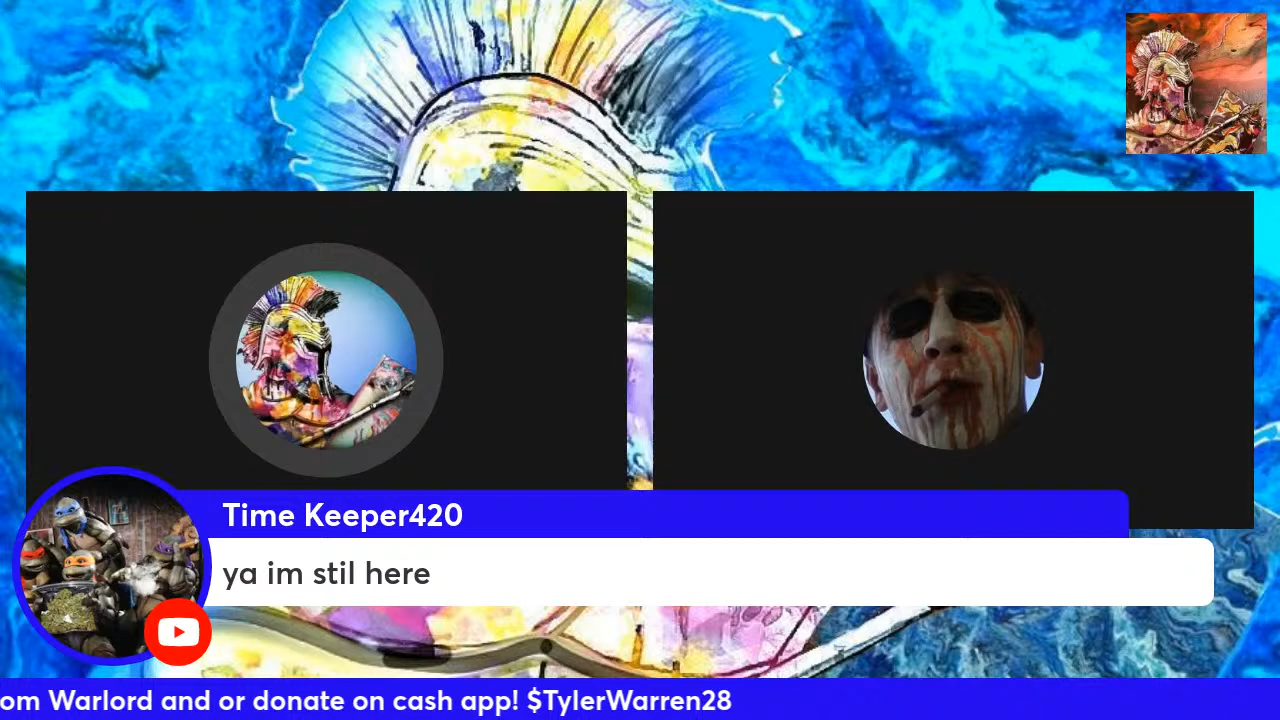 Time Keeper420
ya im stil here
om Warlord and or donate on cash app! $TylerWarren28